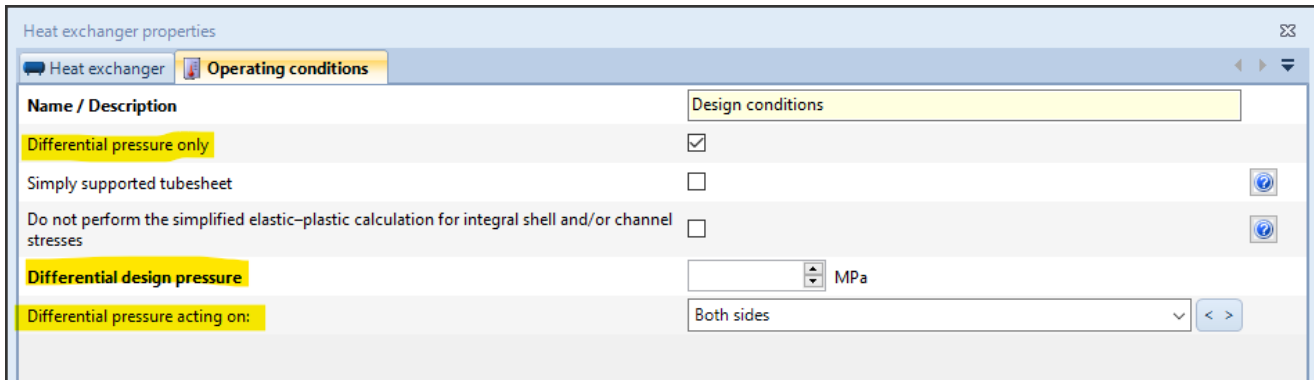 Heat exchanger properties
Heat exchanger Operating conditions
Name / Description Design conditions
Differential pressure only
Simply supported tubesheet
Do not perform the simplified elastic–plastic calculation for integral shell and/or channel
stresses
Differential design pressure MPa
Differential pressure acting on: Both sides < >